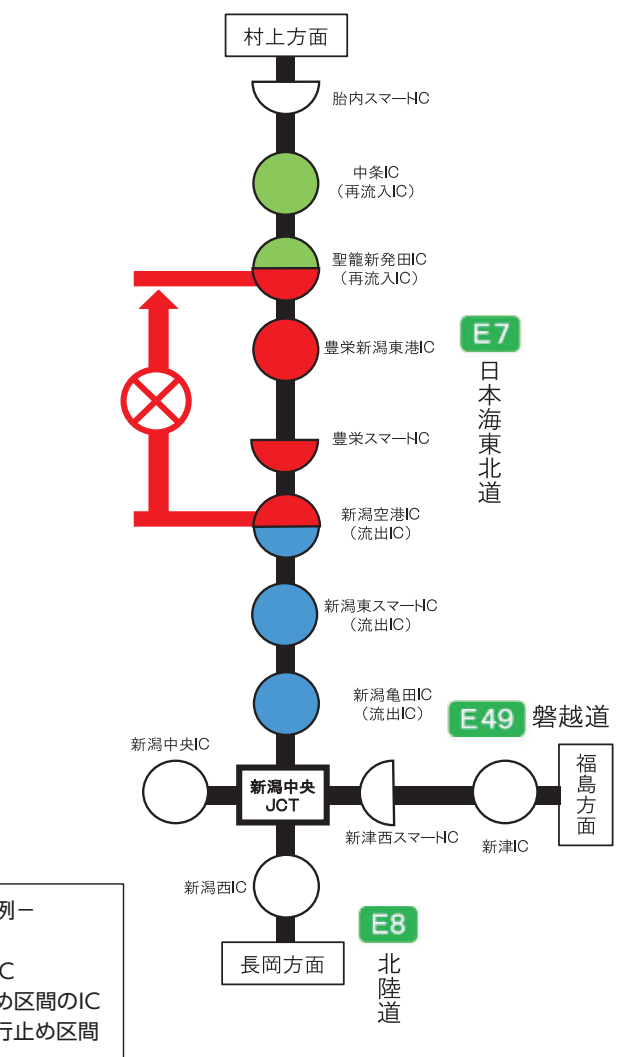 村上方面
胎内スマートIC
中条IC
(再流入IC)
聖籠新発田IC
(再流入IC)
豊栄新潟東港IC
E7
日本海東北道
豊栄スマートIC
新潟空港IC
(流出IC)
新潟東スマートIC
(流出IC)
新潟亀田IC
(流出IC)
E49 磐越道
新潟中央IC
新潟中央
JCT
福島方面
新津西スマートIC
新津IC
新潟西IC
E8
北陸道
長岡方面
例－
C
め区間のIC
行止め区間